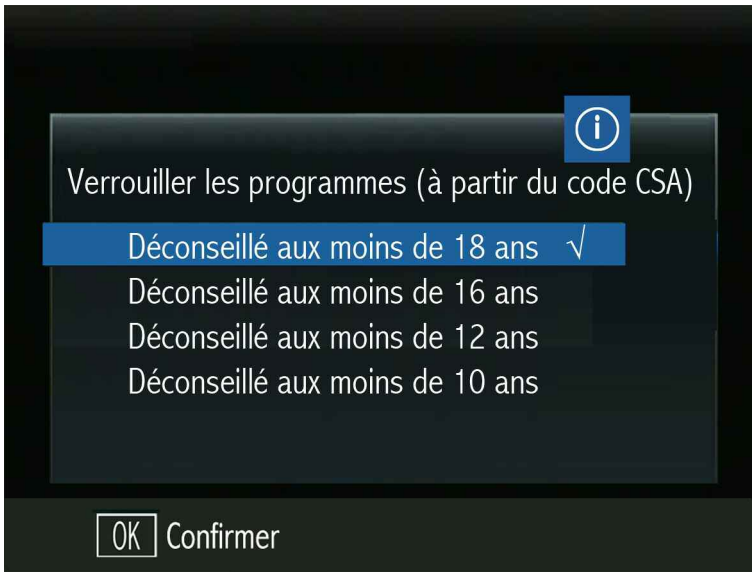 i
Verrouiller les programmes (à partir du code CSA)
Déconseillé aux moins de 18 ans √
Déconseillé aux moins de 16 ans
Déconseillé aux moins de 12 ans
Déconseillé aux moins de 10 ans
OK Confirmer